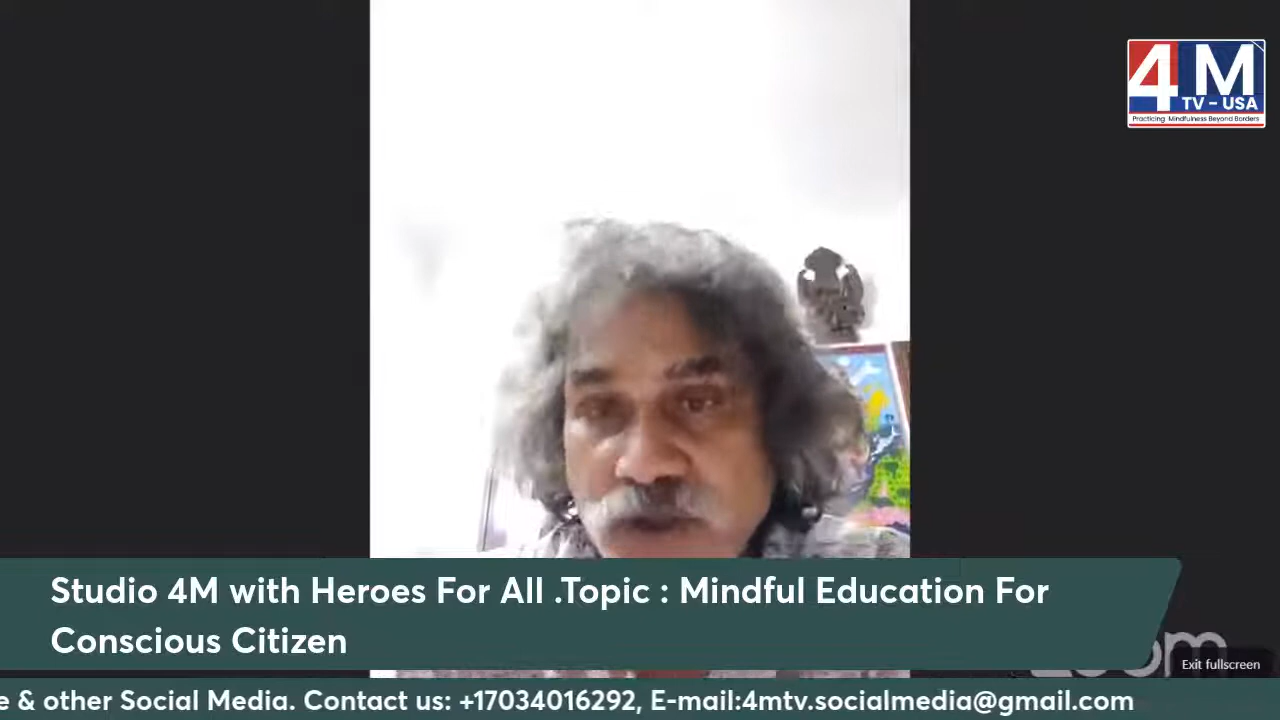 4M
TV - USA
Practicing Mindfulness Beyond Borders
Studio 4M with Heroes For All .Topic : Mindful Education For
Conscious Citizen
zoom
Exit fullscreen
e & other Social Media. Contact us: +17034016292, E-mail:4mtv.socialmedia@gmail.com